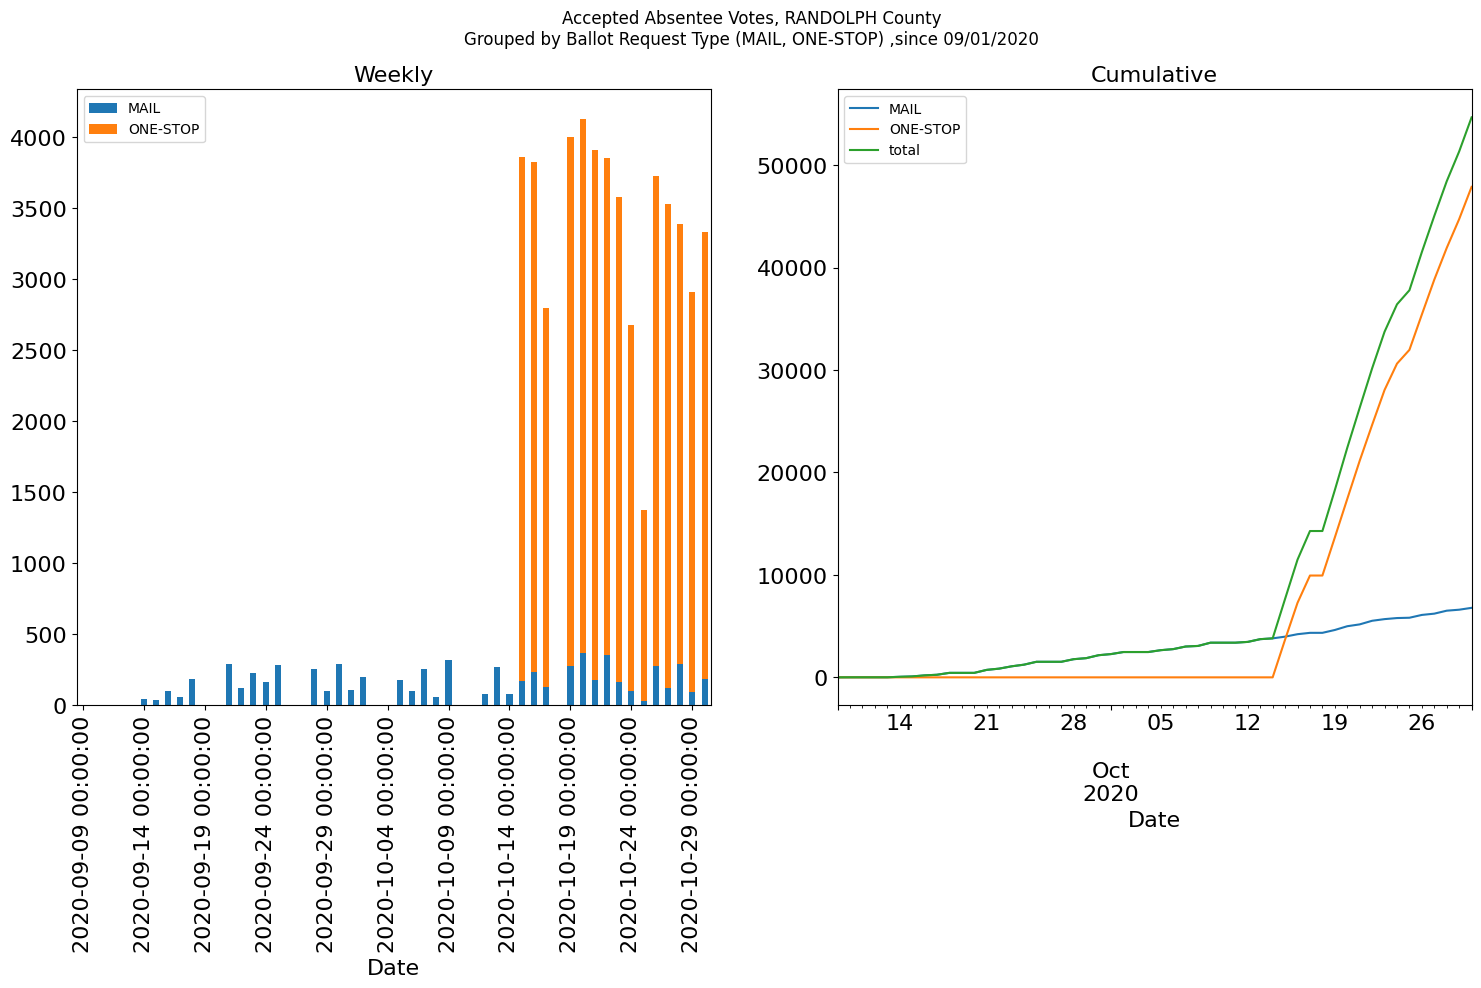 Accepted Absentee Votes, RANDOLPH County
Grouped by Ballot Request Type (MAIL, ONE-STOP) ,since 09/01/2020
Weekly
MAIL
ONE-STOP
4000
3500
3000
2500
2000
1500
1000
500
0
2020-09-09 00:00:00
2020-09-14 00:00:00
2020-09-19 00:00:00
2020-09-24 00:00:00
2020-09-29 00:00:00
2020-10-04 00:00:00
2020-10-09 00:00:00
2020-10-14 00:00:00
2020-10-19 00:00:00
2020-10-24 00:00:00
2020-10-29 00:00:00
Date
Cumulative
MAIL
ONE-STOP
total
50000
40000
30000
20000
10000
0
14 21 28 05 12 19 26
Oct
2020
Date